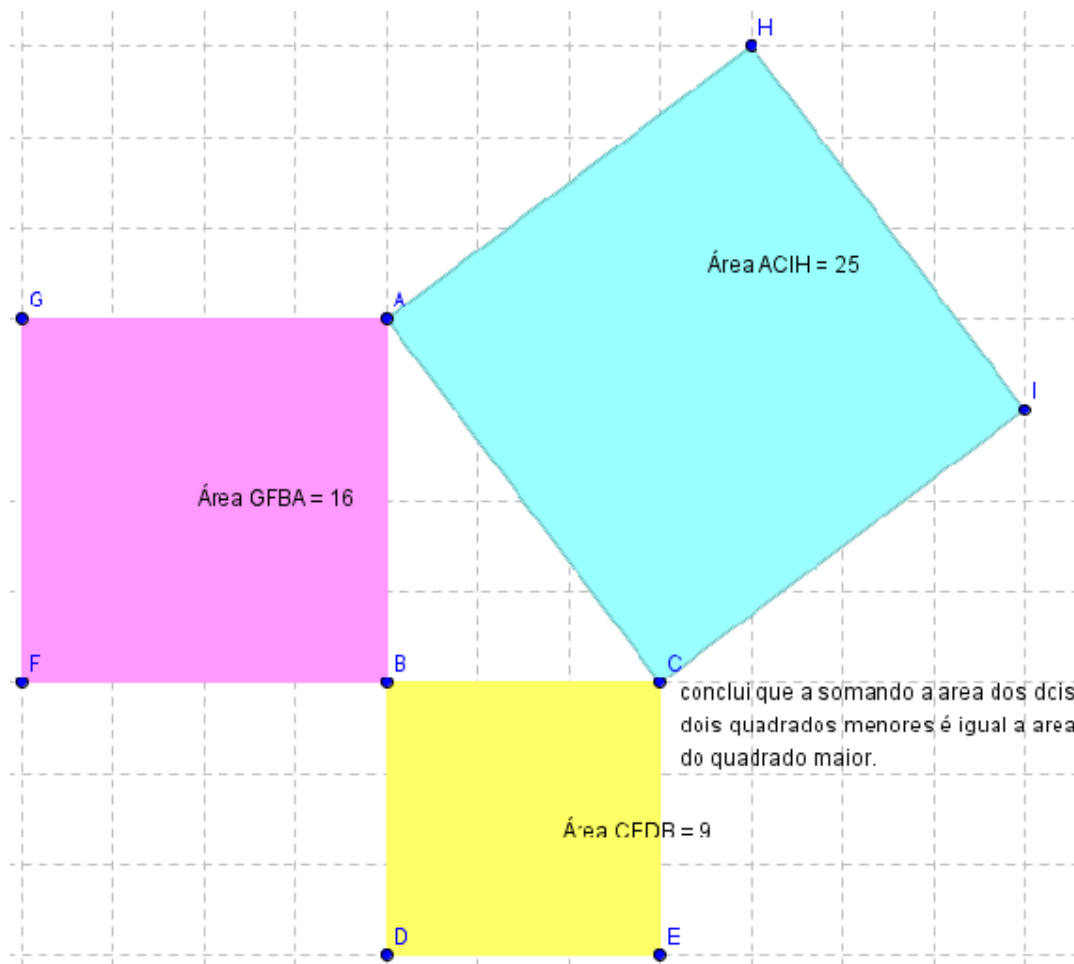 H
Área ACIH = 25
G
A
I
Área GFBA = 16
F
B
C
conclui que a somando a area dos dois
dois quadrados menores é igual a area
do quadrado maior.
Área CEDB = 9
D
E